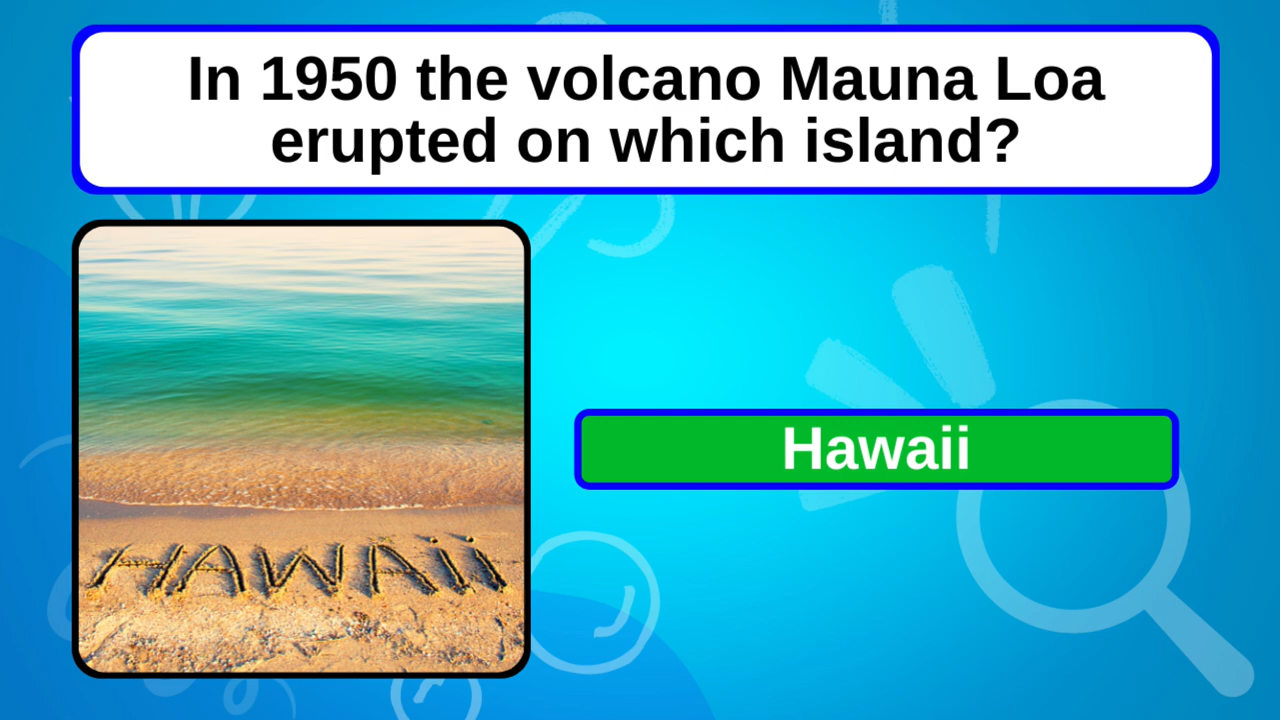 In 1950 the volcano Mauna Loa
erupted on which island?
Hawaii
HAWAii